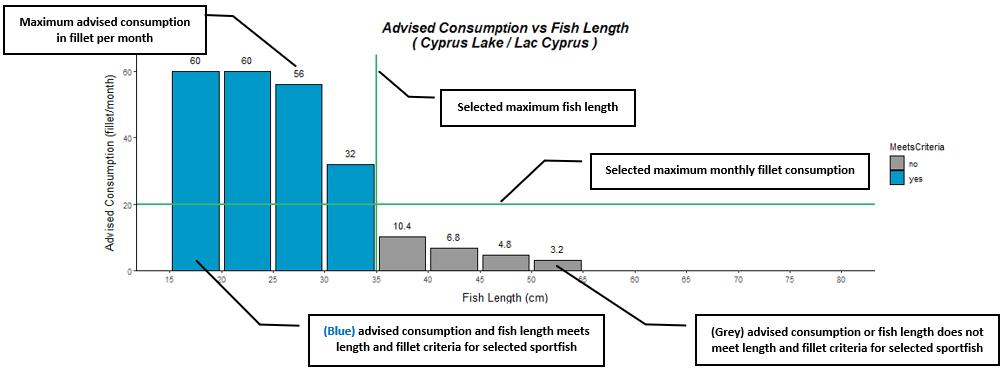 Maximum advised consumption
in fillet per month
Advised Consumption vs Fish Length
( Cyprus Lake / Lac Cyprus )
60
60
56
32
10.4
6.8
4.8
3.2
Selected maximum fish length
Selected maximum monthly fillet consumption
MeetsCriteria
no
yes
Advised Consumption (fillet/month)
60
40
20
0
15
20
25
30
35
40
45
50
55
60
65
70
75
80
Fish Length (cm)
(Blue) advised consumption and fish length meets
length and fillet criteria for selected sportfish
(Grey) advised consumption or fish length does not
meet length and fillet criteria for selected sportfish